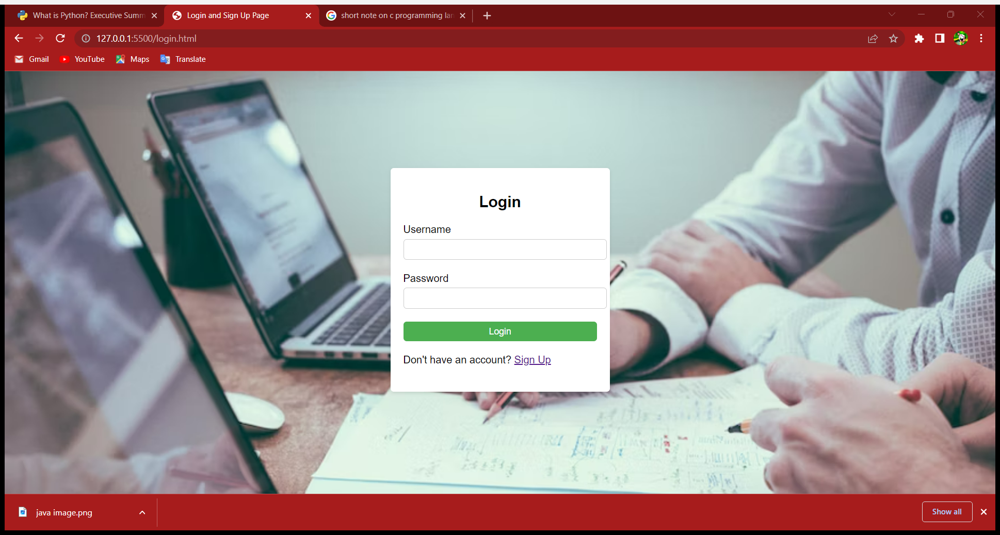 What is Python? Executive Summ
Login and Sign Up Page
short note on c programming lan
127.0.0.1:5500/login.html
Gmail
YouTube
Maps
Translate
Login
Username
Password
Login
Don't have an account? Sign Up
java image.png
Show all